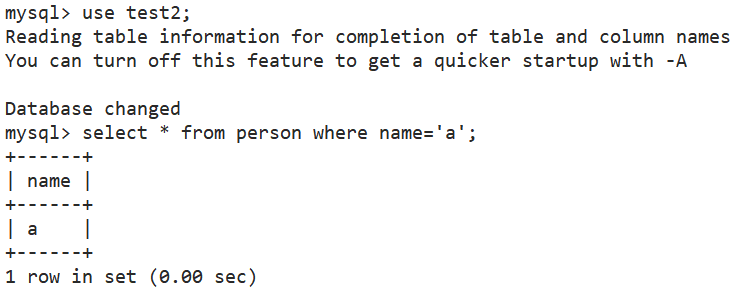 mysql> use test2;
Reading table information for completion of table and column names
You can turn off this feature to get a quicker startup with -A

Database changed
mysql> select * from person where name='a';
+------+
| name |
+------+
| a    |
+------+
1 row in set (0.00 sec)